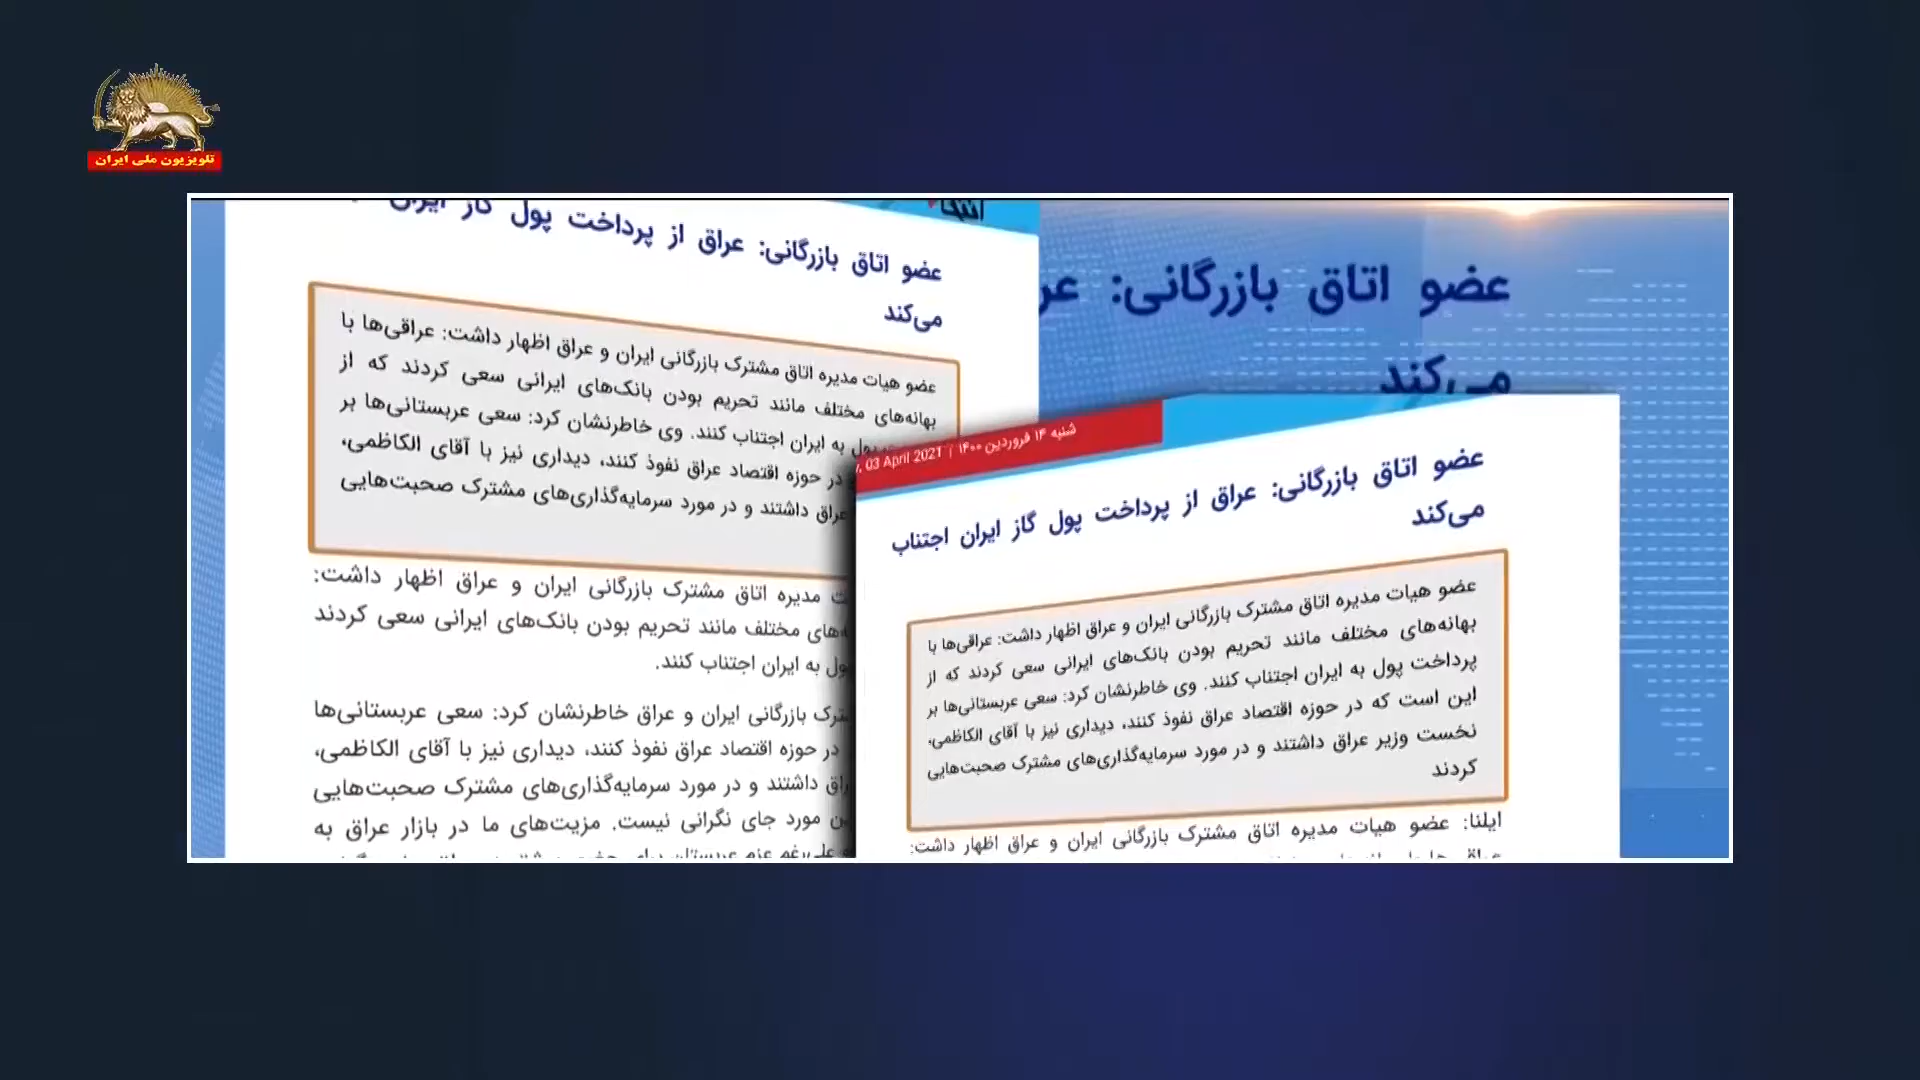 تلویزیون ملی ایران
عضو اتاق بازرگانی: عر
می‌کند
عضو اتاق بازرگانی: عراق از پرداخت پول گاز ایران
می‌کند
عضو هیات مدیره اتاق مشترک بازرگانی ایران و عراق اظهار داشت: عراقی‌ها با
بهانه‌های مختلف مانند تحریم بودن بانک‌های ایرانی سعی کردند که از
پول به ایران اجتناب کنند. وی خاطرنشان کرد: سعی عربستانی‌ها بر
در حوزه اقتصاد عراق نفوذ کنند، دیداری نیز با آقای الکاظمی،
عراق داشتند و در مورد سرمایه‌گذاری‌های مشترک صحبت‌هایی
مدیره اتاق مشترک بازرگانی ایران و عراق اظهار داشت:
های مختلف مانند تحریم بودن بانک‌های ایرانی سعی کردند
پول به ایران اجتناب کنند.
بازرگانی ایران و عراق خاطرنشان کرد: سعی عربستانی‌ها
در حوزه اقتصاد عراق نفوذ کنند، دیداری نیز با آقای الکاظمی،
داشتند و در مورد سرمایه‌گذاری‌های مشترک صحبت‌هایی
مورد جای نگرانی نیست. مزیت‌های ما در بازار عراق به
شنبه ۱۴ فروردین ۱۴۰۰ | 03 April 2021
عضو اتاق بازرگانی: عراق از پرداخت پول گاز ایران اجتناب
می‌کند
عضو هیات مدیره اتاق مشترک بازرگانی ایران و عراق اظهار داشت: عراقی‌ها با
بهانه‌های مختلف مانند تحریم بودن بانک‌های ایرانی سعی کردند که از
پرداخت پول به ایران اجتناب کنند. وی خاطرنشان کرد: سعی عربستانی‌ها بر
این است که در حوزه اقتصاد عراق نفوذ کنند، دیداری نیز با آقای الکاظمی،
نخست وزیر عراق داشتند و در مورد سرمایه‌گذاری‌های مشترک صحبت‌هایی
کردند
ایلنا: عضو هیات مدیره اتاق مشترک بازرگانی ایران و عراق اظهار داشت: